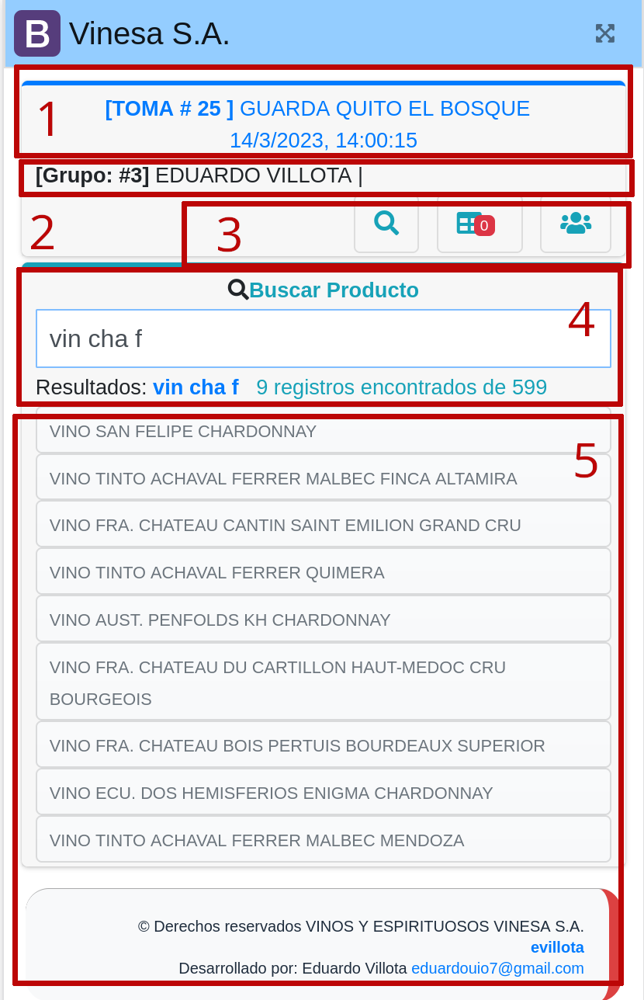 B Vinesa S.A.
1
[TOMA # 25 ] GUARDA QUITO EL BOSQUE
14/3/2023, 14:00:15
[Grupo: #3] EDUARDO VILLOTA |
2
3
0
Buscar Producto
4
vin cha f
Resultados: vin cha f 9 registros encontrados de 599
VINO SAN FELIPE CHARDONNAY
5
VINO TINTO ACHAVAL FERRER MALBEC FINCA ALTAMIRA
VINO FRA. CHATEAU CANTIN SAINT EMILION GRAND CRU
VINO TINTO ACHAVAL FERRER QUIMERA
VINO AUST. PENFOLDS KH CHARDONNAY
VINO FRA. CHATEAU DU CARTILLON HAUT-MEDOC CRU
BOURGEOIS
VINO FRA. CHATEAU BOIS PERTUIS BOURDEAUX SUPERIOR
VINO ECU. DOS HEMISFERIOS ENIGMA CHARDONNAY
VINO TINTO ACHAVAL FERRER MALBEC MENDOZA
© Derechos reservados VINOS Y ESPIRITUOSOS VINESA S.A.
evillota
Desarrollado por: Eduardo Villota eduardouio7@gmail.com